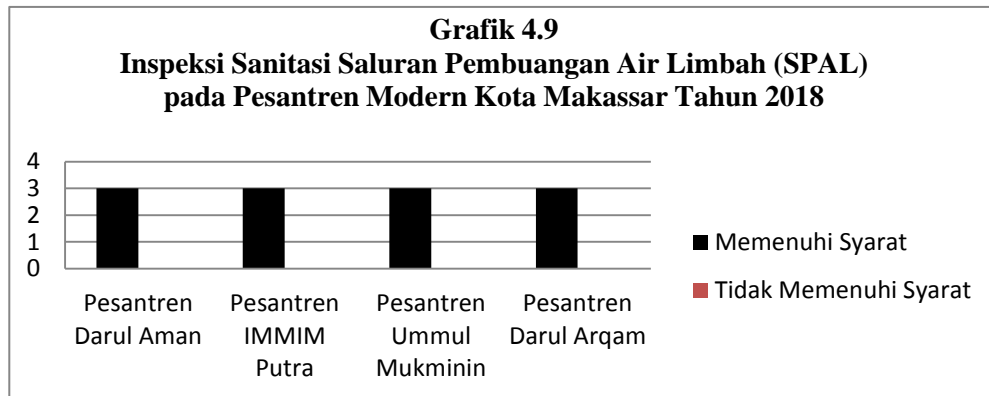 Grafik 4.9
Inspeksi Sanitasi Saluran Pembuangan Air Limbah (SPAL)
pada Pesantren Modern Kota Makassar Tahun 2018
4
3
2
1
0
Pesantren
Darul Aman
Pesantren
IMMIM
Putra
Pesantren
Ummul
Mukminin
Pesantren
Darul Arqam
Memenuhi Syarat
Tidak Memenuhi Syarat